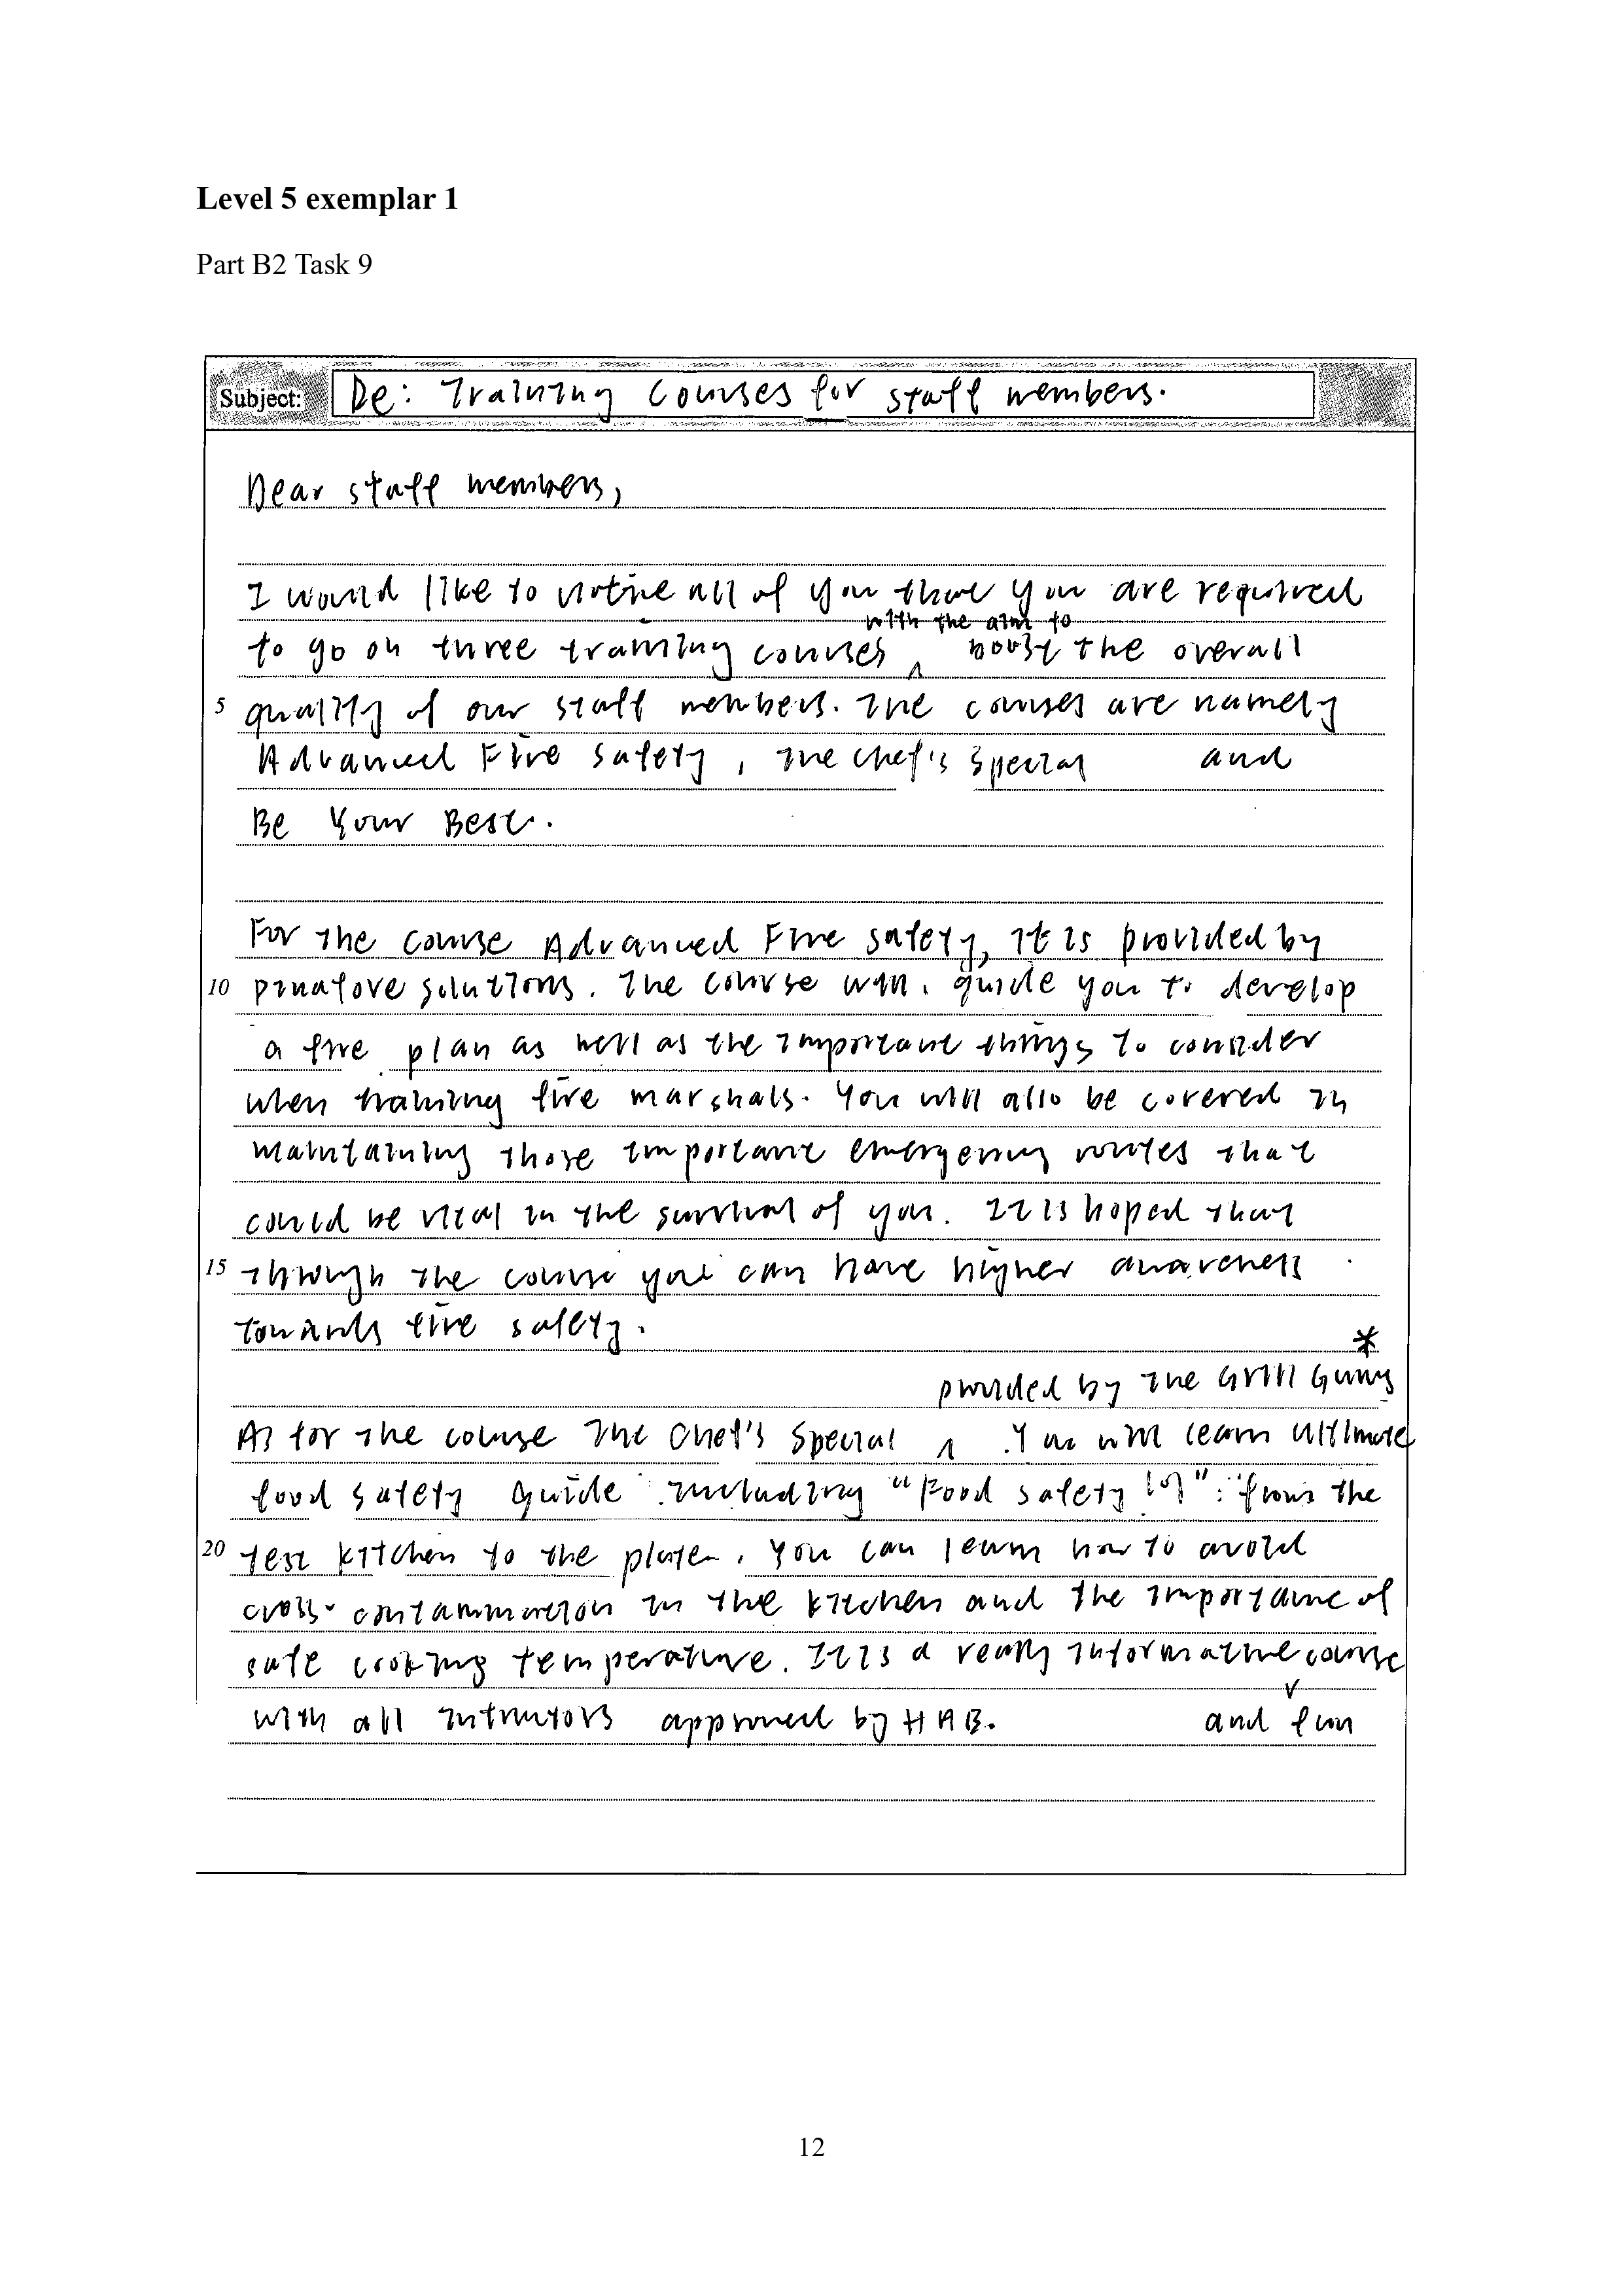 Level 5 exemplar 1
Part B2 Task 9
Subject: De: Training Courses for staff members.
Dear staff members,
I would like to notice all of you that you are required
with the aim to
to go on three training courses ^ boost the overall
5 quality of our staff members. The courses are namely
Advanced Fire Safety, The Chef's Special and
Be Your Best.
For the course Advanced Fire Safety, it is provided by
10 Pinafore Solutions. The course will guide you to develop
a fire plan as well as the important things to consider
when training fire marshals. You will also be covered in
maintaining those important emergency routes that
could be vital in the survival of you. It is hoped that
15 through the course you can have higher awareness
towards fire safety.
*
provided by The Grill Gurus
As for the course The Chef's Special ^. You will learn ultimate
food safety guide including "Food safety 101": from the
20 test kitchen to the plate. You can learn how to avoid
cross-contamination in the kitchen and the importance of
safe cooking temperature. It is a really informative course
with all intructors approved by HAB. and fun
12